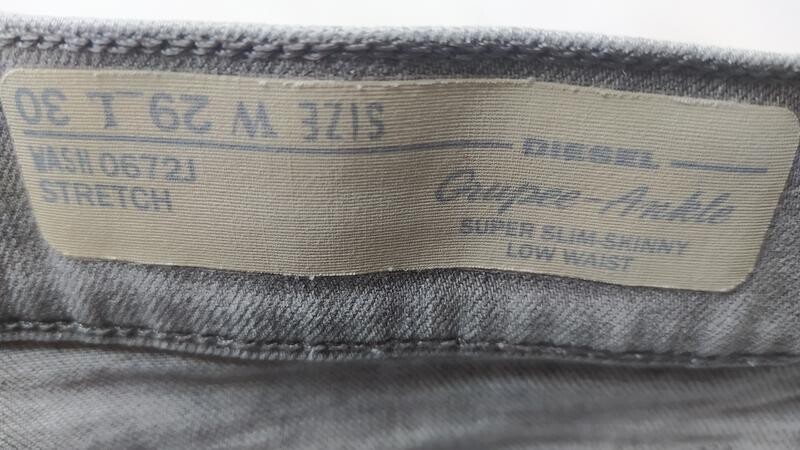 SIZE W 29 L 30
WASH 0672J
STRETCH
DIESEL
Grupee-Ankle
SUPER SLIM-SKINNY
LOW WAIST